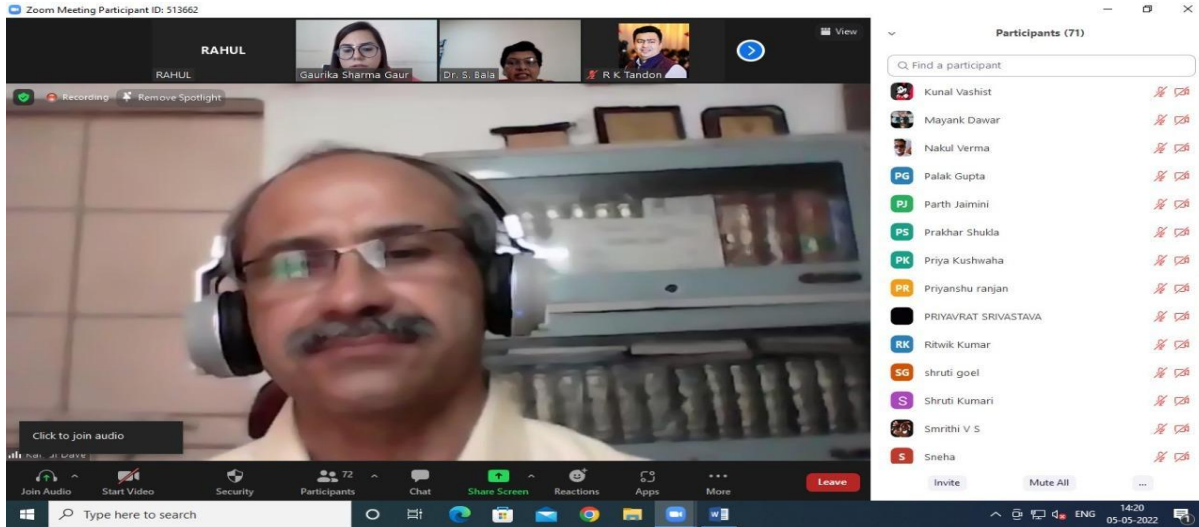 Zoom Meeting Participant ID: 513662
RAHUL
RAHUL
Gaurika Sharma Gaur
Dr. S. Bala
R K Tandon
View
Recording
Remove Spotlight
Click to join audio
Dave
Join Audio
Start Video
Security
Participants
72
Chat
Share Screen
Reactions
Apps
More
Leave
Participants (71)
Find a participant
Kunal Vashist
Mayank Dawar
Nakul Verma
PG Palak Gupta
PJ Parth Jaimini
PS Prakhar Shukla
PK Priya Kushwaha
PR Priyanshu ranjan
PRIYAVRAT SRIVASTAVA
RK Ritwik Kumar
SG shruti goel
S Shruti Kumari
Smrithi V S
S Sneha
Invite
Mute All
...
Type here to search
ENG
14:20
05-05-2022